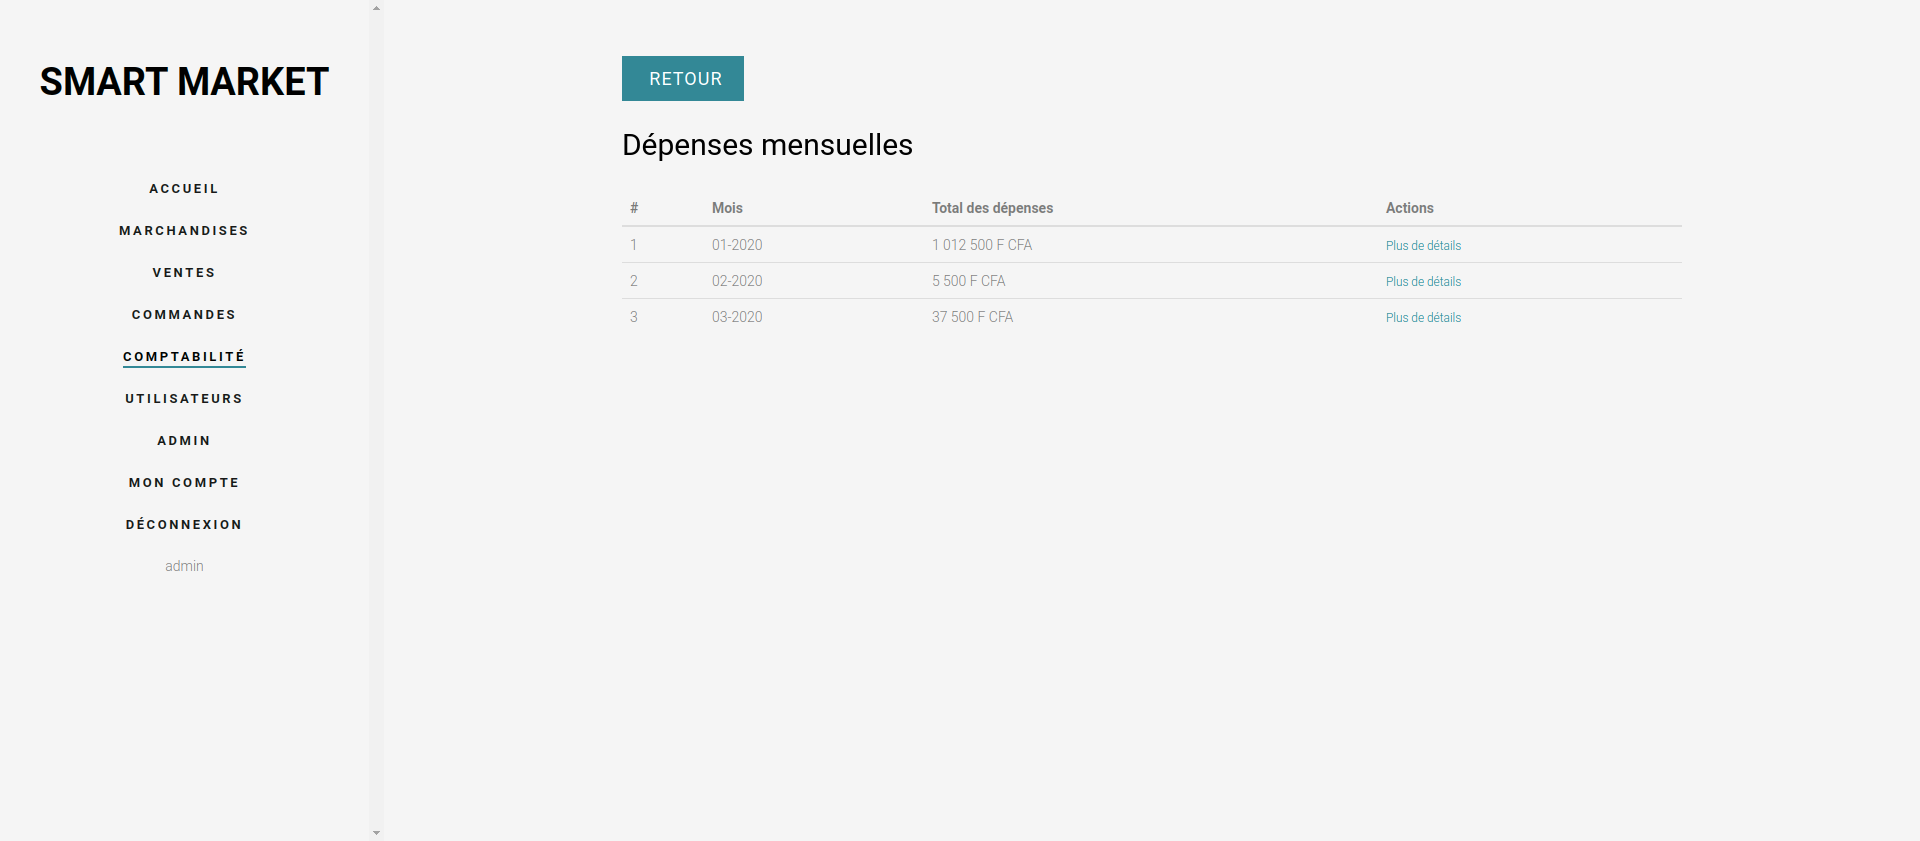 SMART MARKET
ACCUEIL
MARCHANDISES
VENTES
COMMANDES
COMPTABILITÉ
UTILISATEURS
ADMIN
MON COMPTE
DÉCONNEXION
admin
RETOUR
Dépenses mensuelles
# Mois Total des dépenses Actions
1 01-2020 1 012 500 F CFA Plus de détails
2 02-2020 5 500 F CFA Plus de détails
3 03-2020 37 500 F CFA Plus de détails